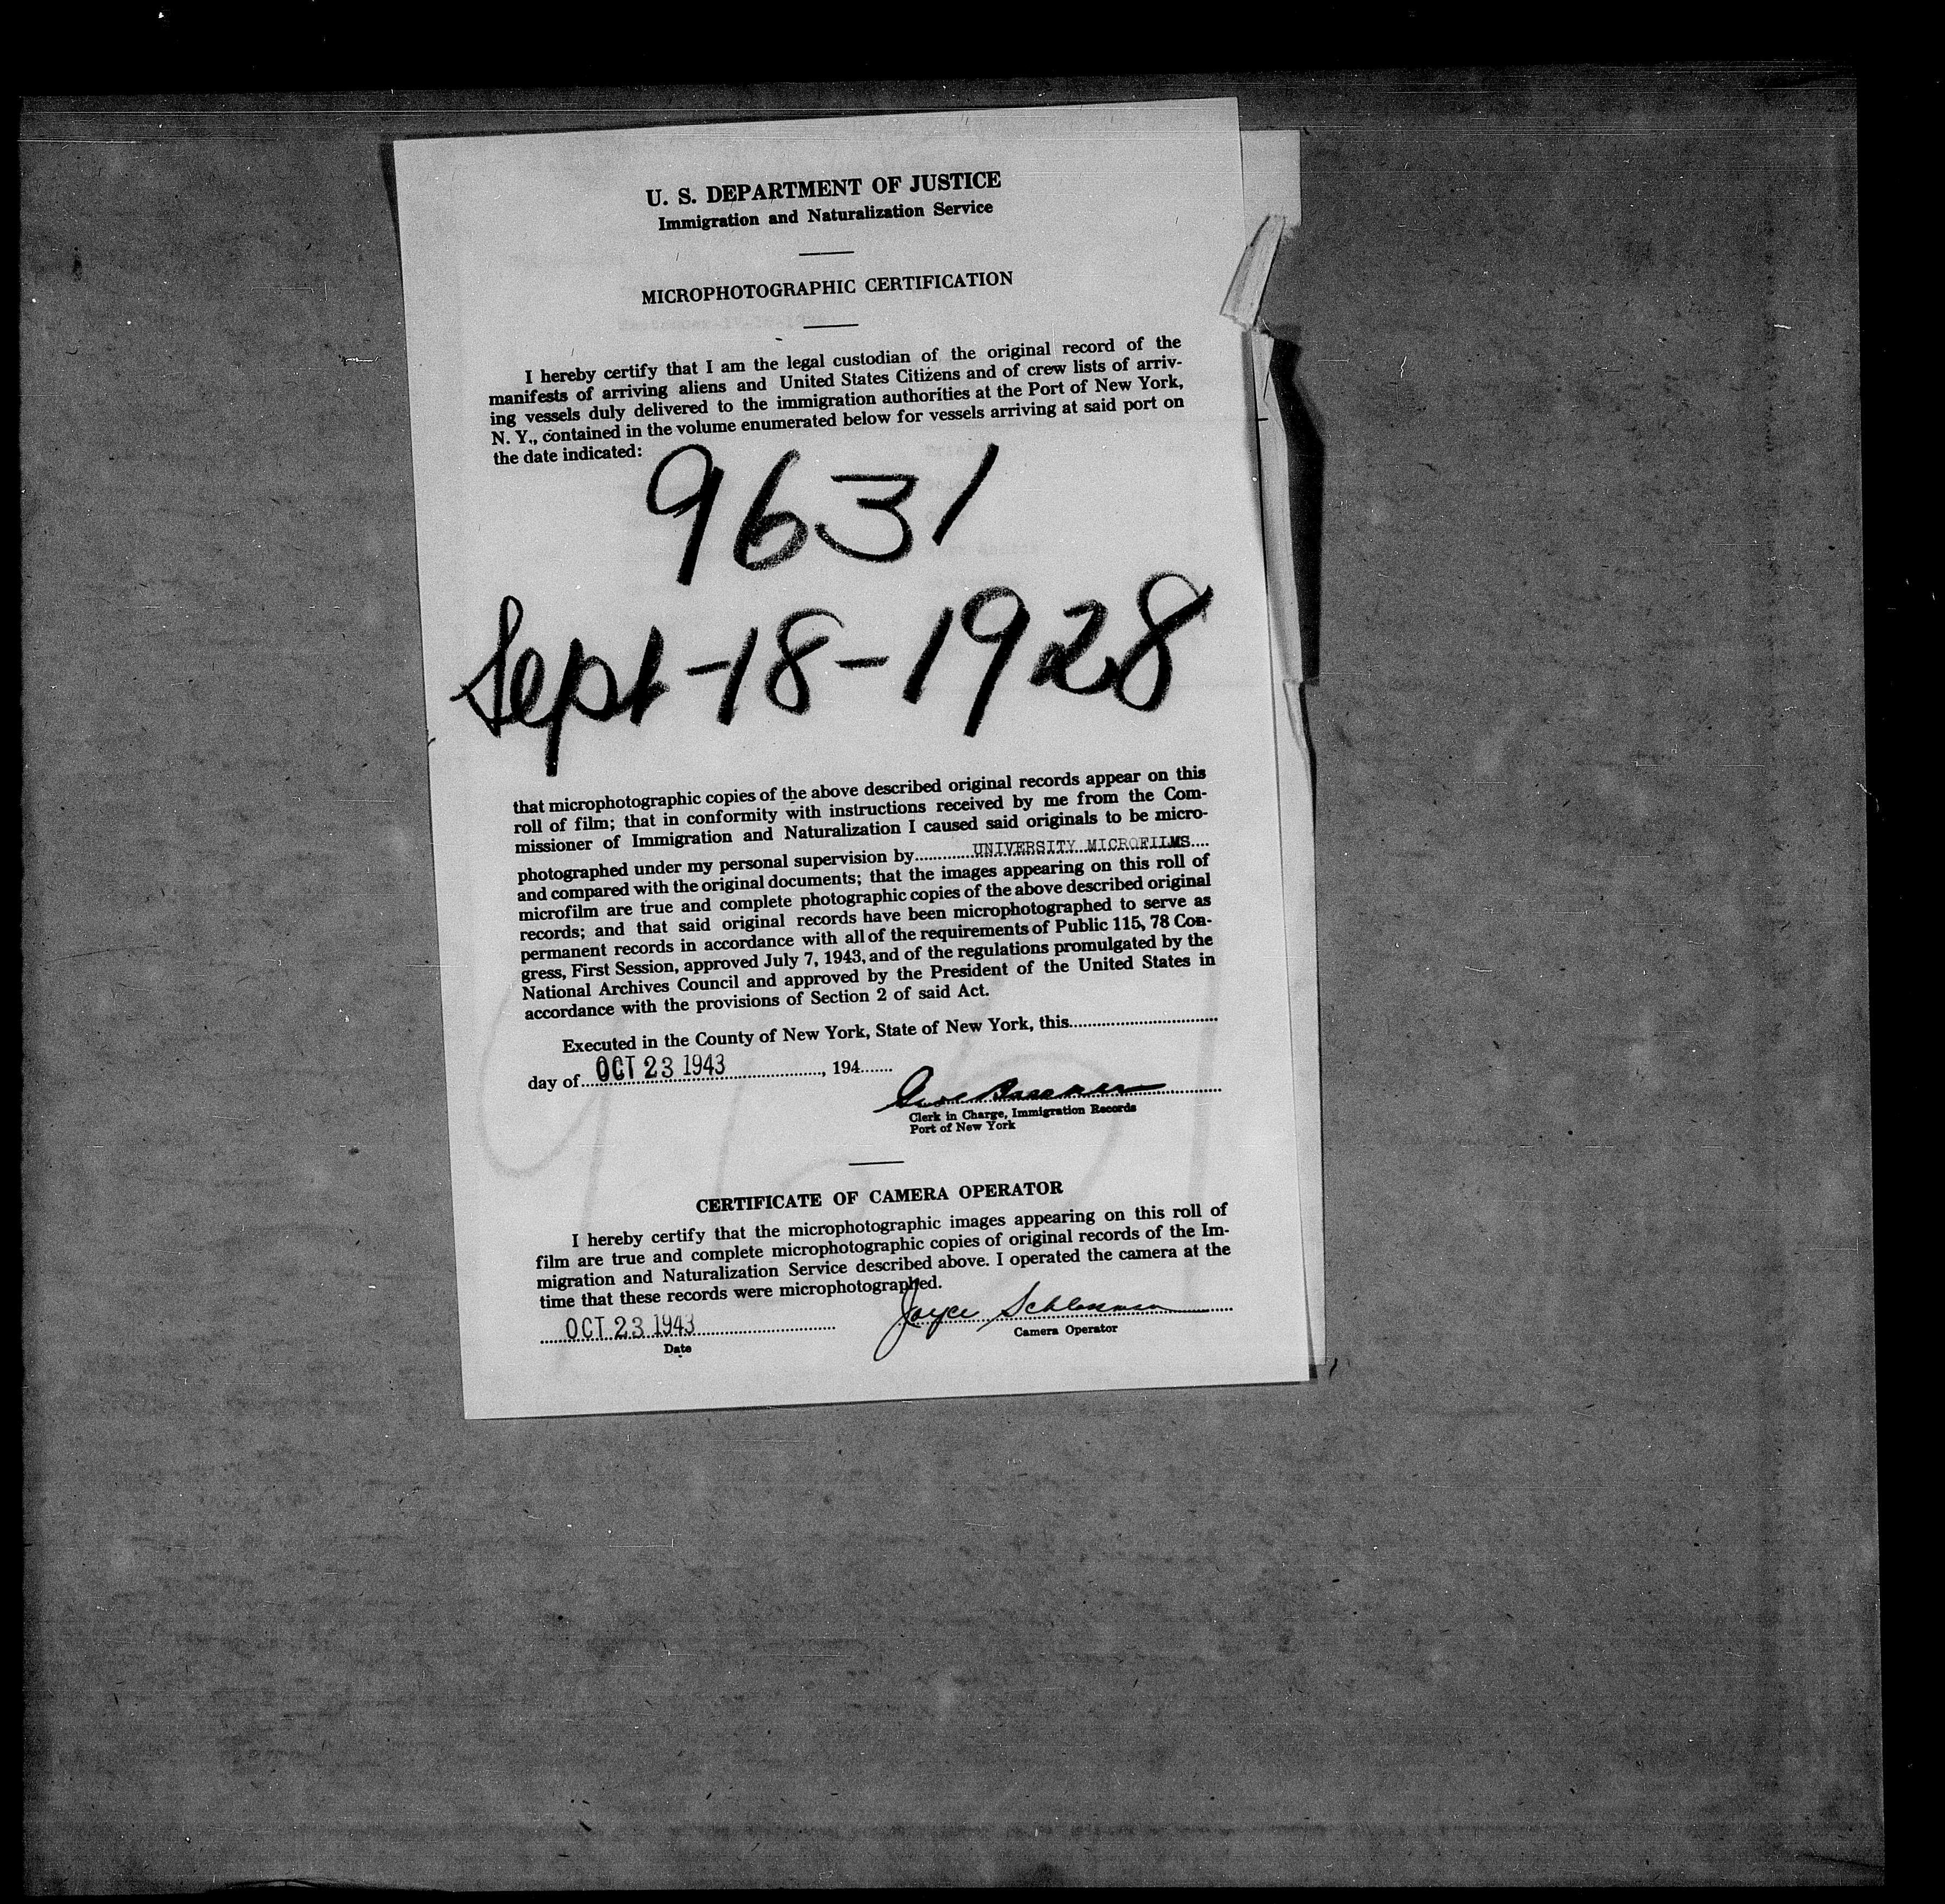 U. S. DEPARTMENT OF JUSTICE
Immigration and Naturalization Service
MICROPHOTOGRAPHIC CERTIFICATION
I hereby certify that I am the legal custodian of the original record of the
manifests of arriving aliens and United States Citizens and of crew lists of arriv-
ing vessels duly delivered to the immigration authorities at the Port of New York,
N. Y., contained in the volume enumerated below for vessels arriving at said port on
the date indicated:
9631
Sept-18-1928
that microphotographic copies of the above described original records appear on this
roll of film; that in conformity with instructions received by me from the Com-
missioner of Immigration and Naturalization I caused said originals to be micro-
photographed under my personal supervision by UNIVERSITY MICROFILMS
and compared with the original documents; that the images appearing on this roll of
microfilm are true and complete photographic copies of the above described original
records; and that said original records have been microphotographed to serve as
permanent records in accordance with all of the requirements of Public 115, 78 Con-
gress, First Session, approved July 7, 1943, and of the regulations promulgated by the
National Archives Council and approved by the President of the United States in
accordance with the provisions of Section 2 of said Act.
Executed in the County of New York, State of New York, this
day of OCT 23 1943, 194
Clerk in Charge, Immigration Records
Port of New York
CERTIFICATE OF CAMERA OPERATOR
I hereby certify that the microphotographic images appearing on this roll of
film are true and complete microphotographic copies of original records of the Im-
migration and Naturalization Service described above. I operated the camera at the
time that these records were microphotographed.
OCT 23 1943 Joyce
Date
Camera Operator